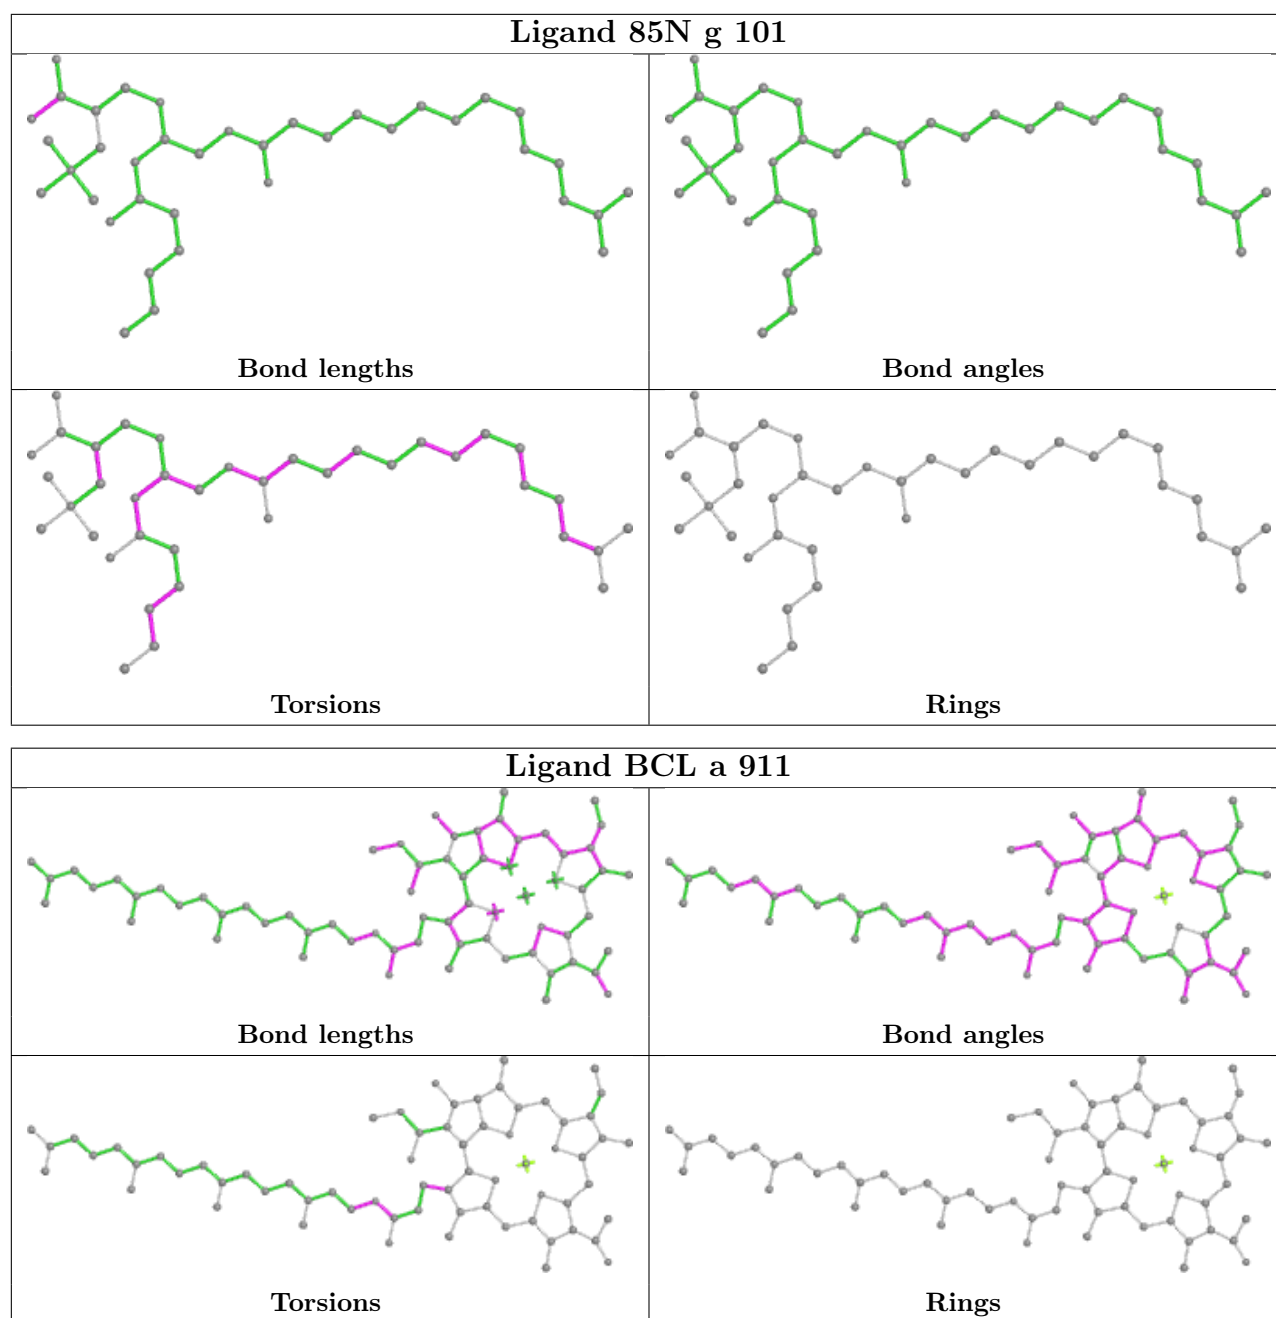 Ligand 85N g 101
Bond lengths
Bond angles
Torsions
Rings
Ligand BCL a 911
Bond lengths
Bond angles
Torsions
Rings